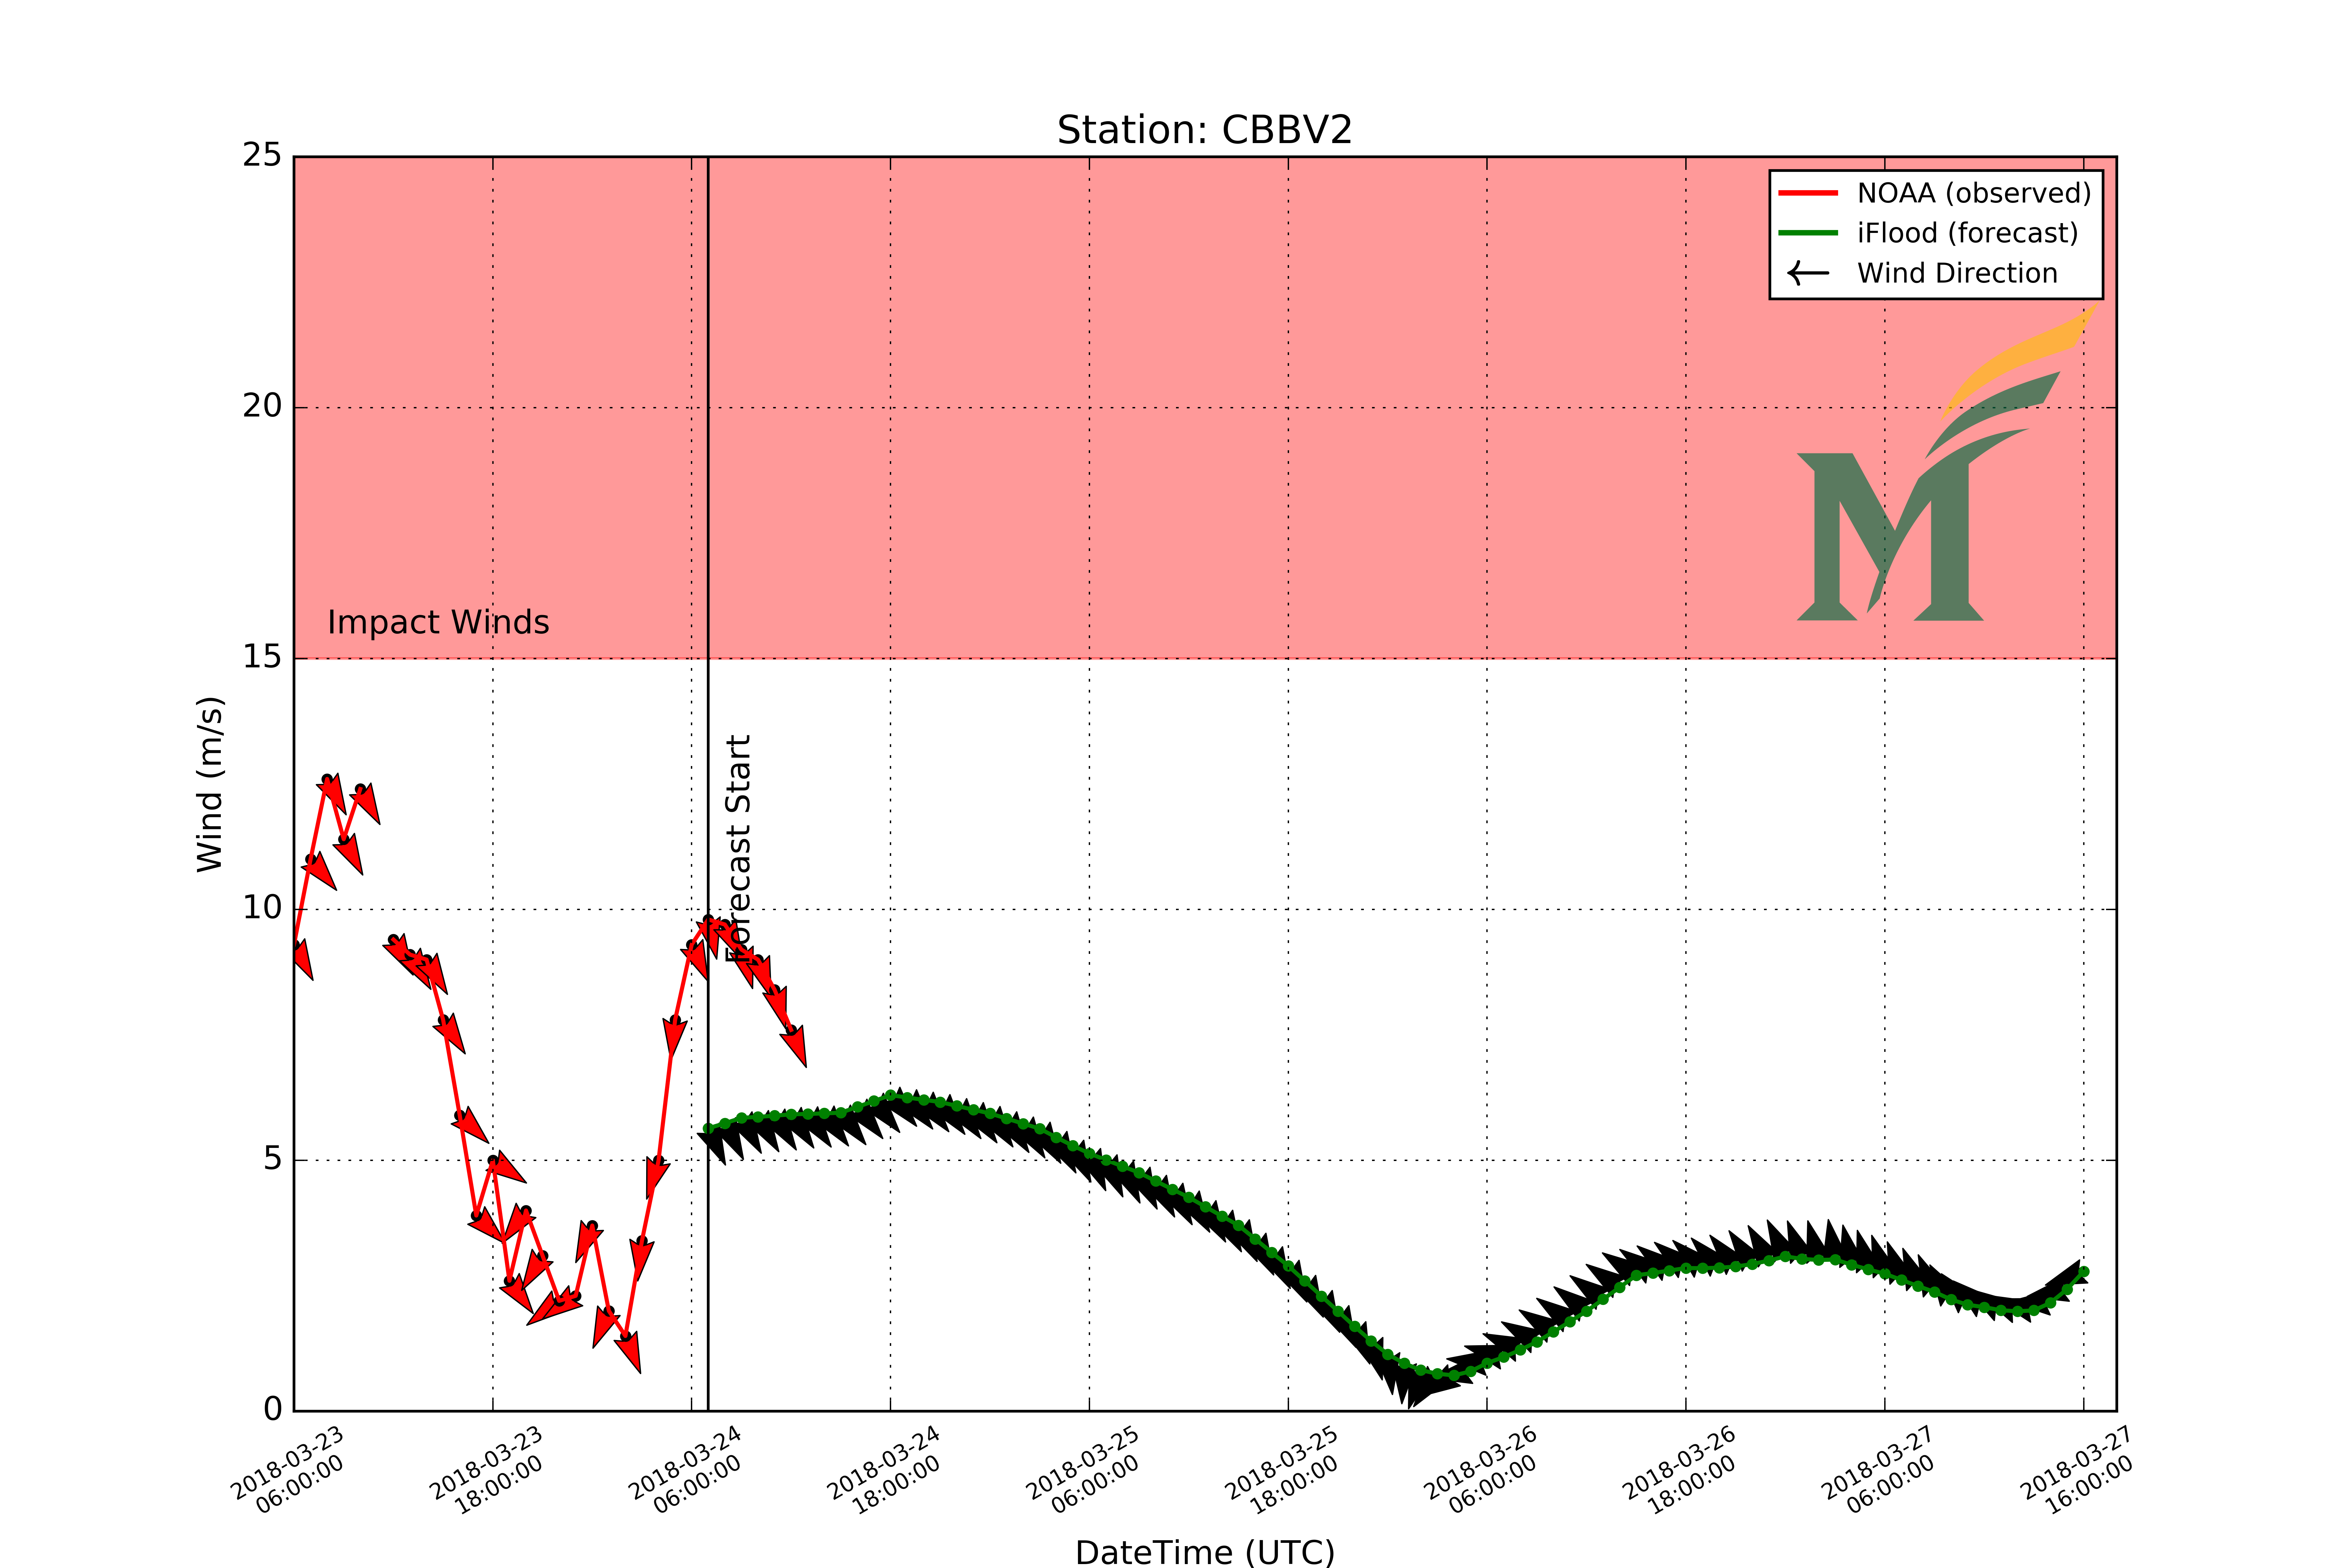 Station: CBBV2
25
20
15
10
5
0
Wind (m/s)
NOAA (observed)
iFlood (forecast)
Wind Direction
Impact Winds
Forecast Start
M
2018-03-23
06:00:00
2018-03-23
18:00:00
2018-03-24
06:00:00
2018-03-24
18:00:00
2018-03-25
06:00:00
2018-03-25
18:00:00
2018-03-26
06:00:00
2018-03-26
18:00:00
2018-03-27
06:00:00
2018-03-27
16:00:00
DateTime (UTC)